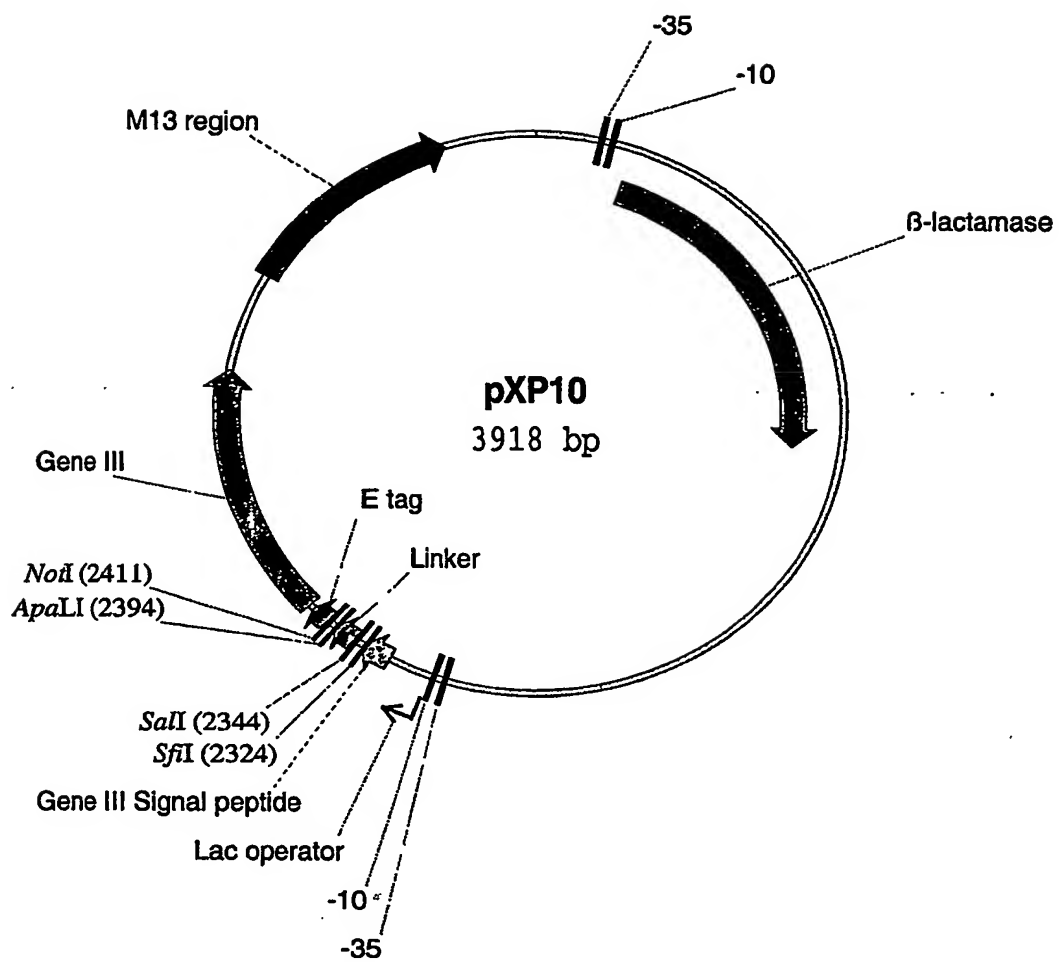 -35
-10
M13 region
ß-lactamase
pXP10
3918 bp
Gene III
E tag
Linker
NotI (2411)
ApaLI (2394)
SalI (2344)
SfiI (2324)
Gene III Signal peptide
Lac operator
-10
-35